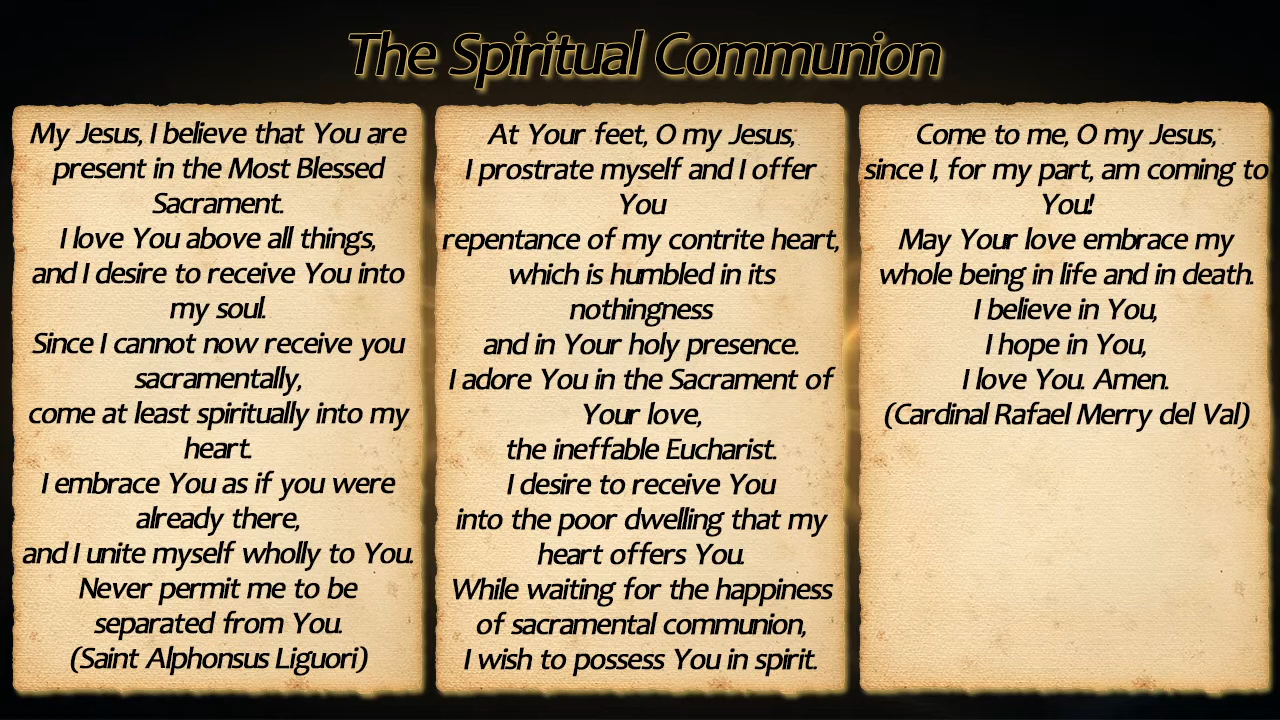 The Spiritual Communion
My Jesus, I believe that You are
present in the Most Blessed
Sacrament.
I love You above all things,
and I desire to receive You into
my soul.
Since I cannot now receive you
sacramentally,
come at least spiritually into my
heart.
I embrace You as if you were
already there,
and I unite myself wholly to You.
Never permit me to be
separated from You.
(Saint Alphonsus Liguori)
At Your feet, O my Jesus,
I prostrate myself and I offer
You
repentance of my contrite heart,
which is humbled in its
nothingness
and in Your holy presence.
I adore You in the Sacrament of
Your love,
the ineffable Eucharist.
I desire to receive You
into the poor dwelling that my
heart offers You.
While waiting for the happiness
of sacramental communion,
I wish to possess You in spirit.
Come to me, O my Jesus,
since I, for my part, am coming to
You!
May Your love embrace my
whole being in life and in death.
I believe in You,
I hope in You,
I love You. Amen.
(Cardinal Rafael Merry del Val)